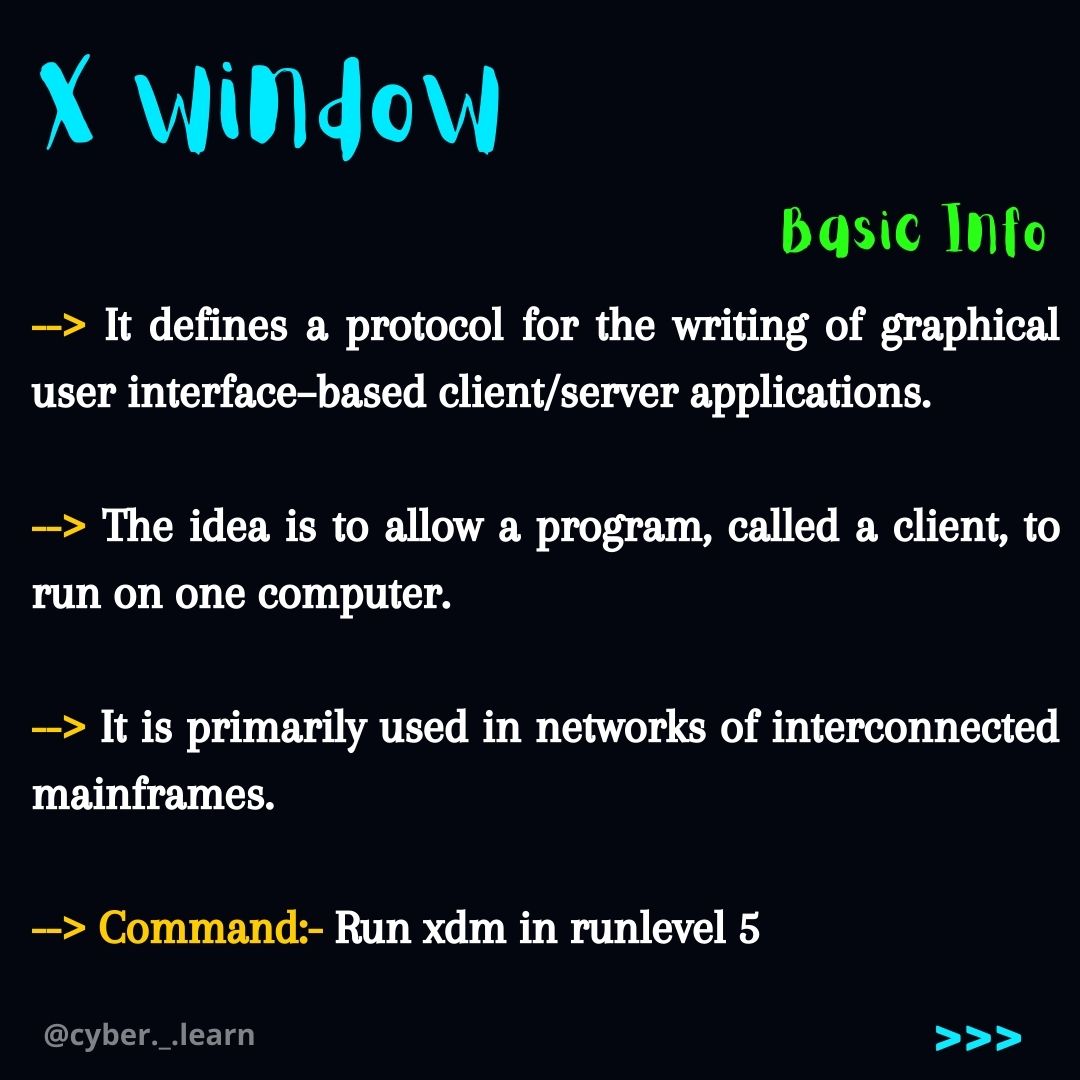 X window
Basic Info
--> It defines a protocol for the writing of graphical
user interface-based client/server applications.
--> The idea is to allow a program, called a client, to
run on one computer.
--> It is primarily used in networks of interconnected
mainframes.
--> Command:- Run xdm in runlevel 5
@cyber._.learn
>>>